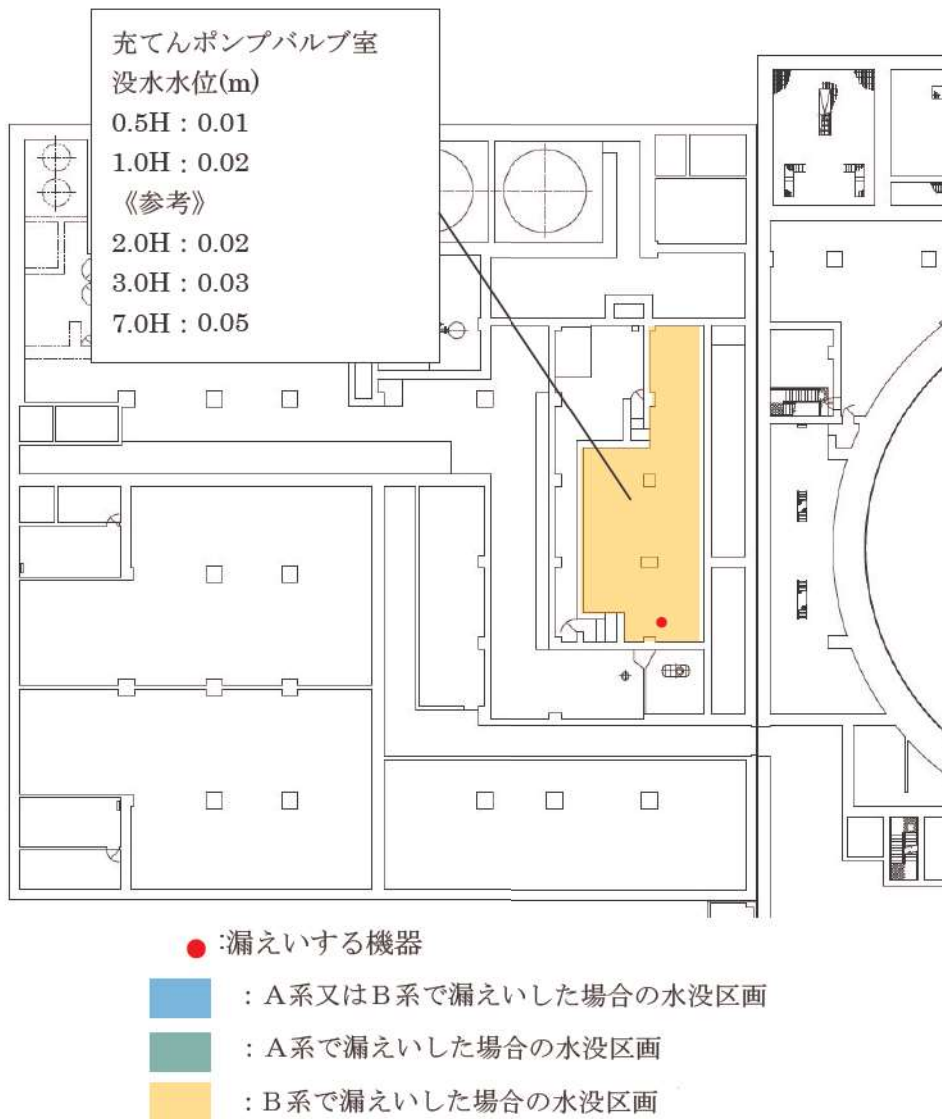 充てんポンプバルブ室
没水水位(m)
0.5H：0.01
1.0H：0.02
《参考》
2.0H：0.02
3.0H：0.03
7.0H：0.05
:漏えいする機器
：A系又はB系で漏えいした場合の水没区画
：A系で漏えいした場合の水没区画
：B系で漏えいした場合の水没区画